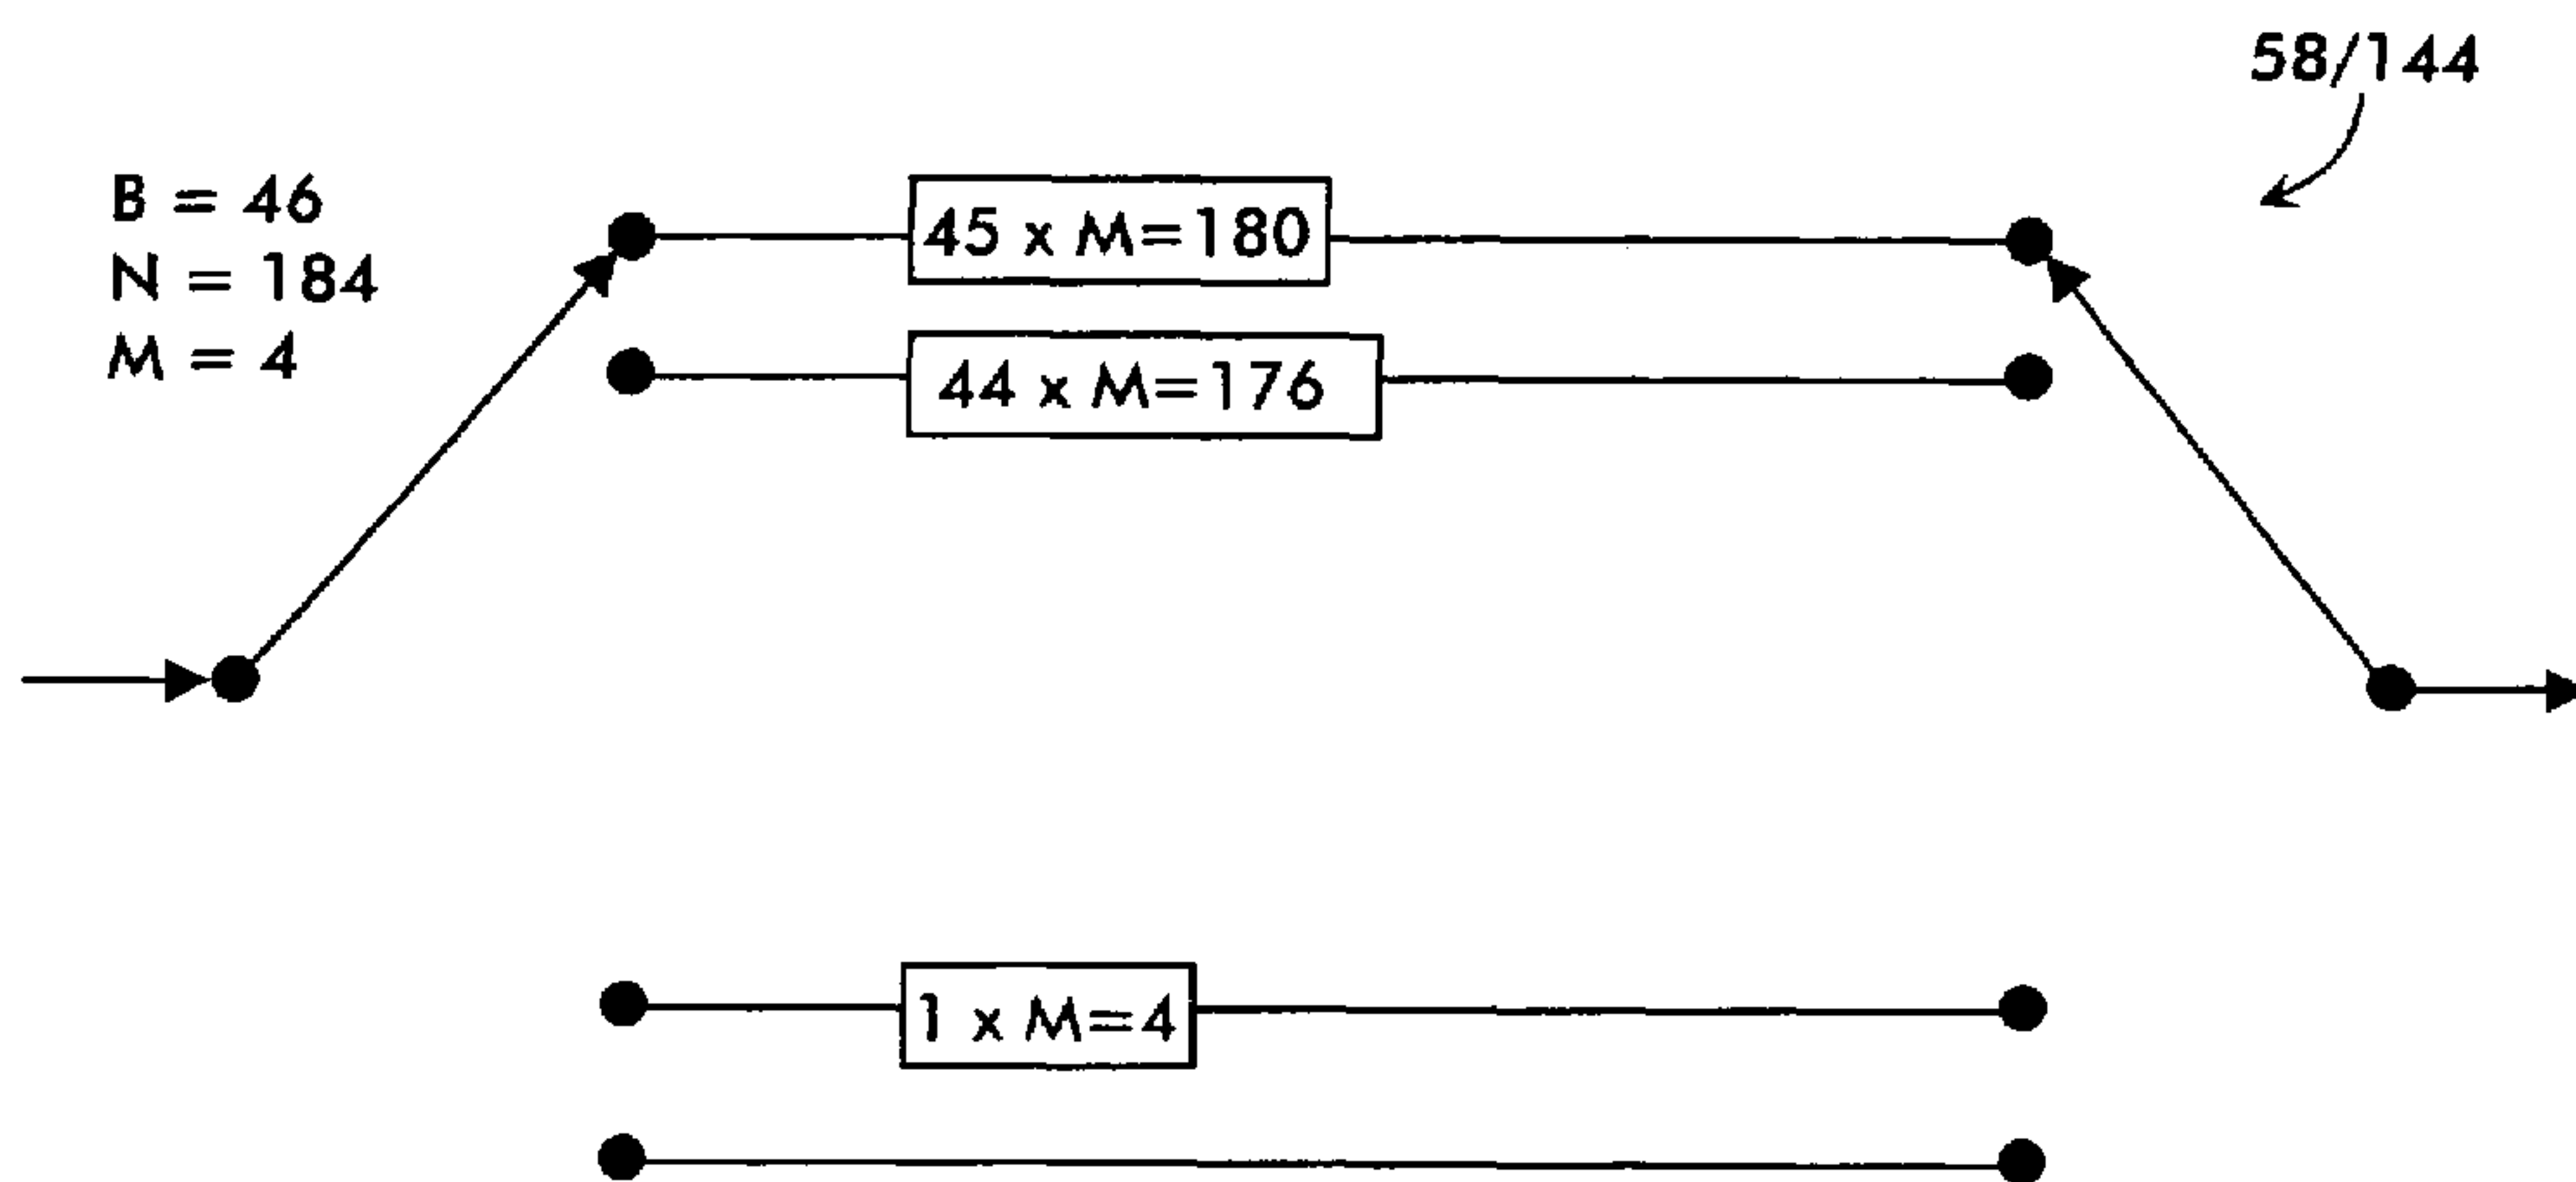 58/144
B = 46
N = 184
M = 4
45 x M=180
44 x M=176
1 x M=4